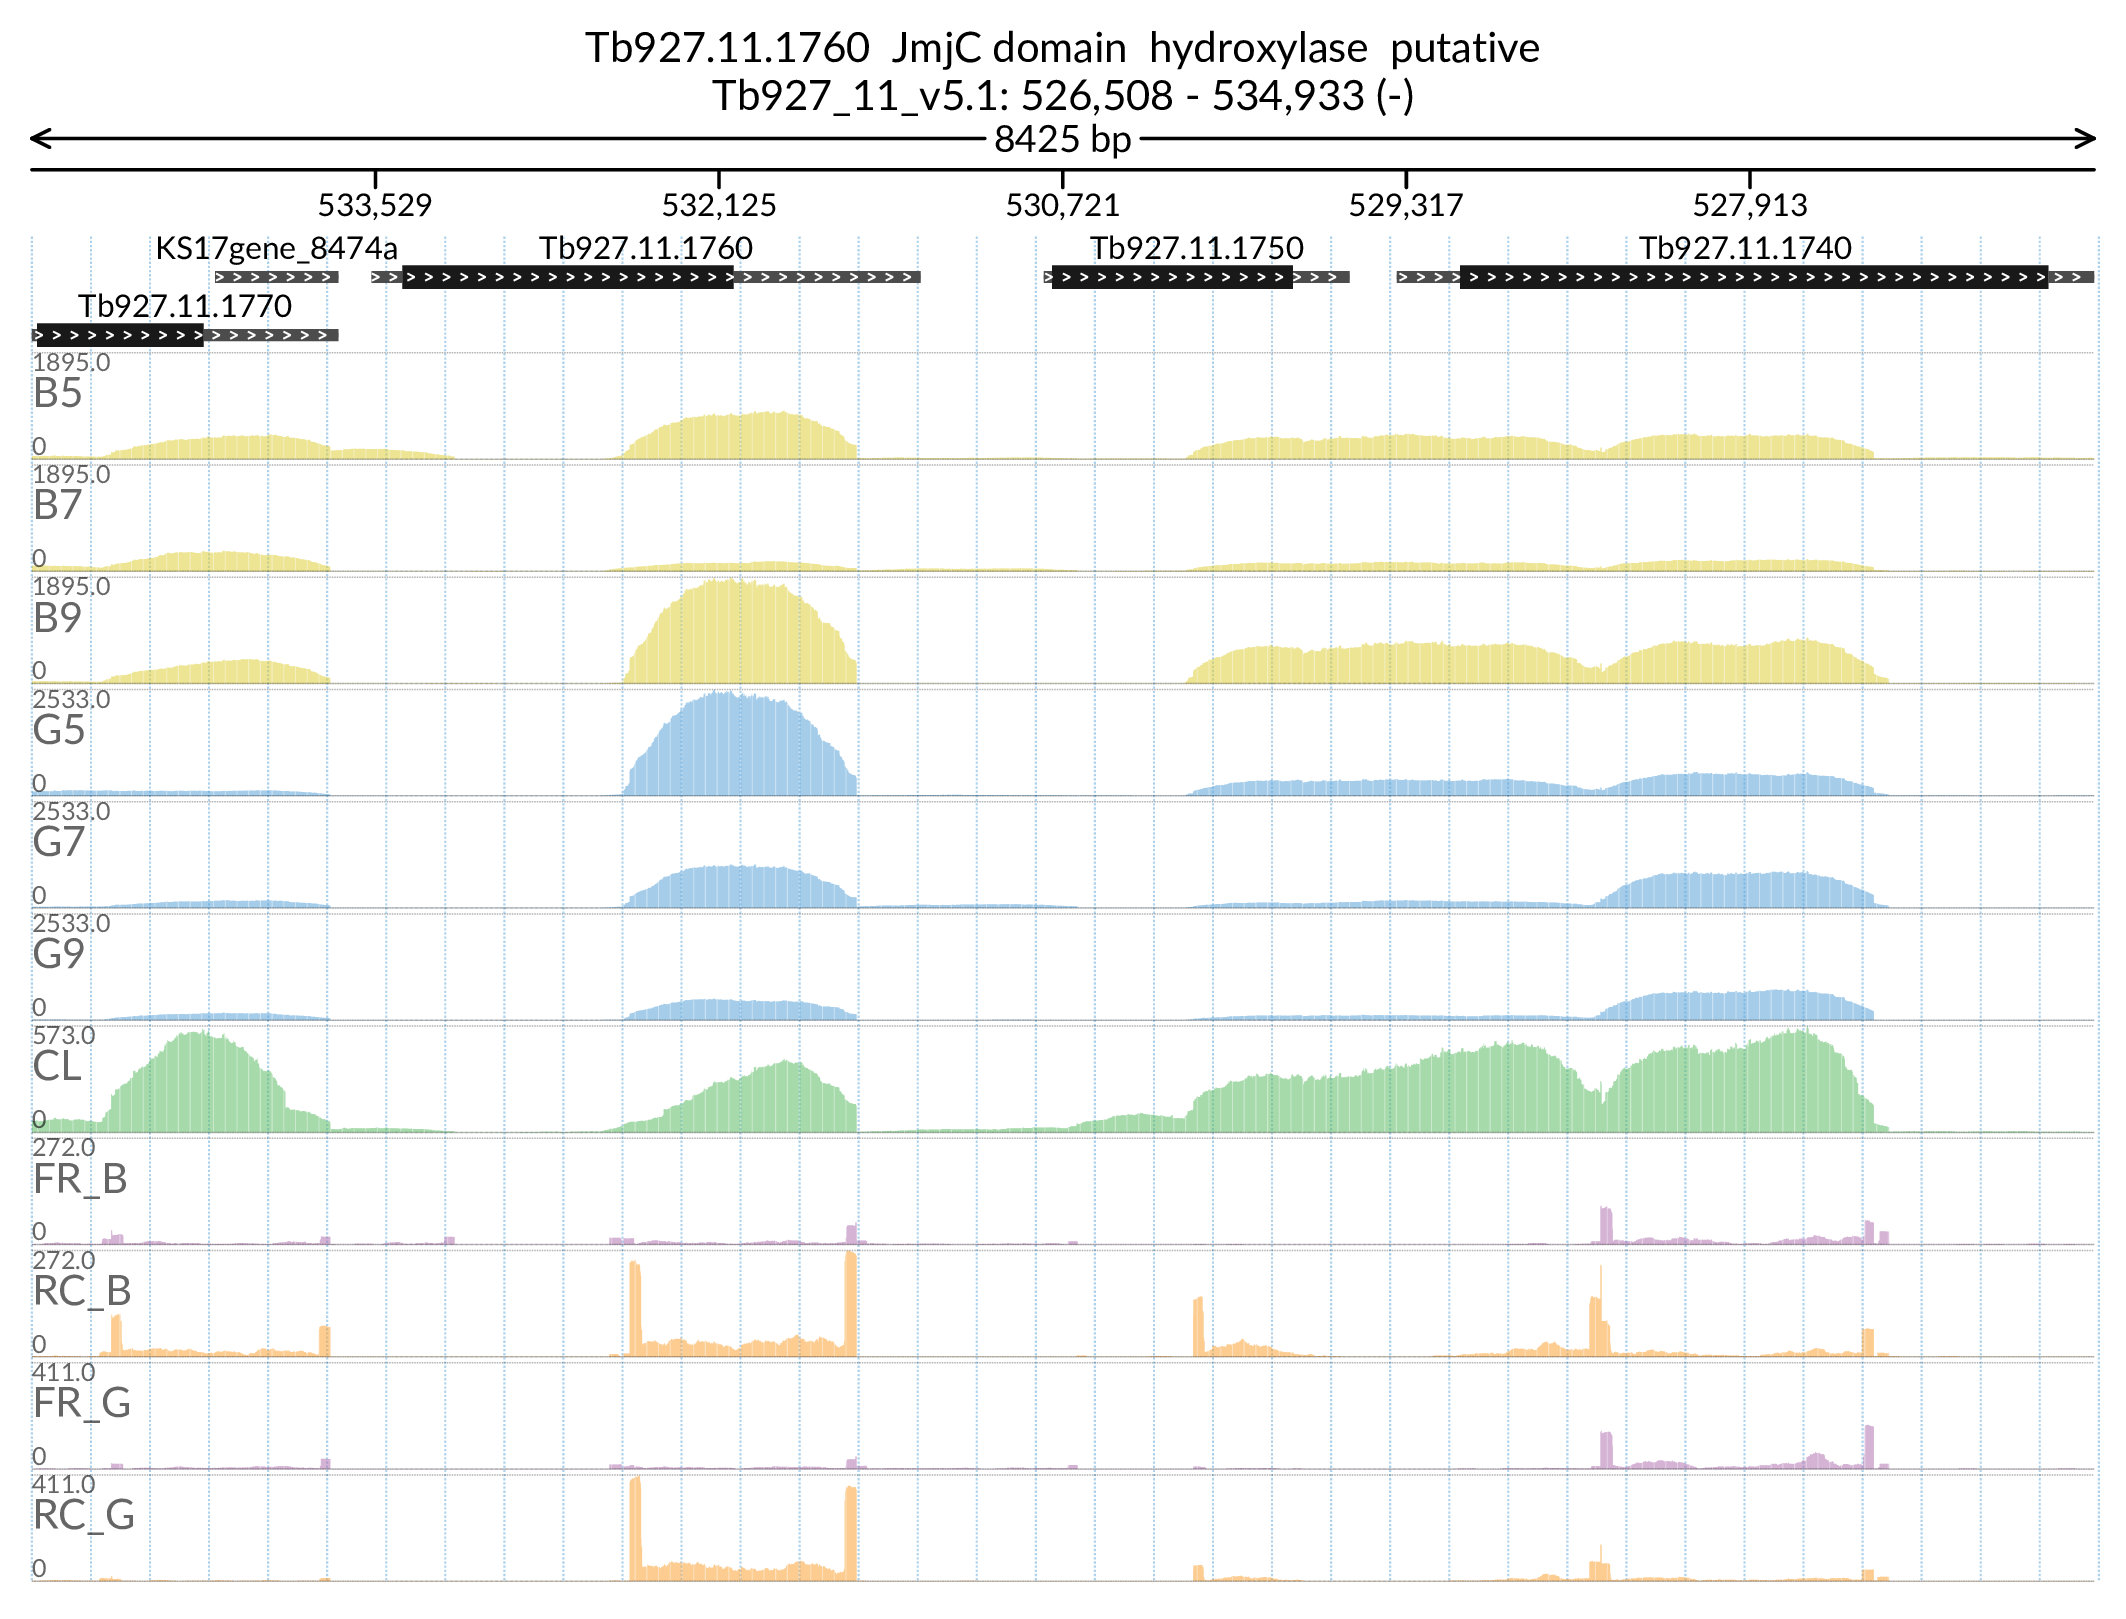 Tb927.11.1760 JmjC domain hydroxylase putative
Tb927_11_v5.1: 526,508 - 534,933 (-)
8425 bp
533,529 532,125 530,721 529,317 527,913
KS17gene_8474a Tb927.11.1760 Tb927.11.1750 Tb927.11.1740
Tb927.11.1770
1895.0
B5
0
1895.0
B7
0
1895.0
B9
0
2533.0
G5
0
2533.0
G7
0
2533.0
G9
0
573.0
CL
0
272.0
FR_B
0
272.0
RC_B
0
411.0
FR_G
0
411.0
RC_G
0